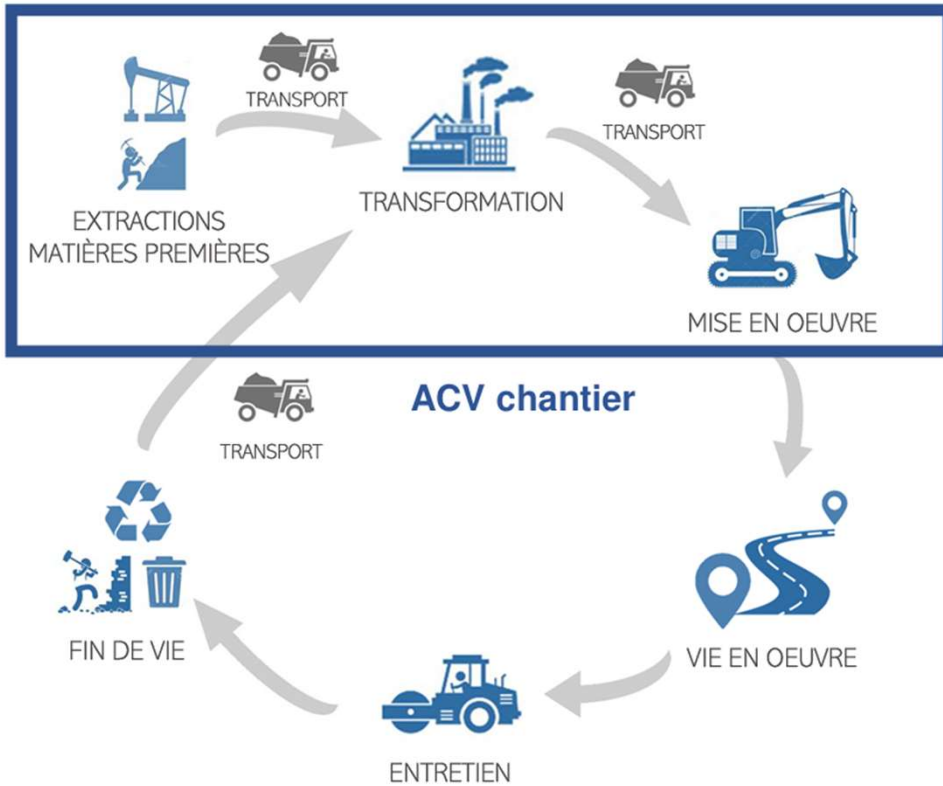 TRANSPORT
TRANSPORT
EXTRACTIONS
MATIÈRES PREMIÈRES
TRANSFORMATION
MISE EN OEUVRE
ACV chantier
TRANSPORT
FIN DE VIE
VIE EN OEUVRE
ENTRETIEN